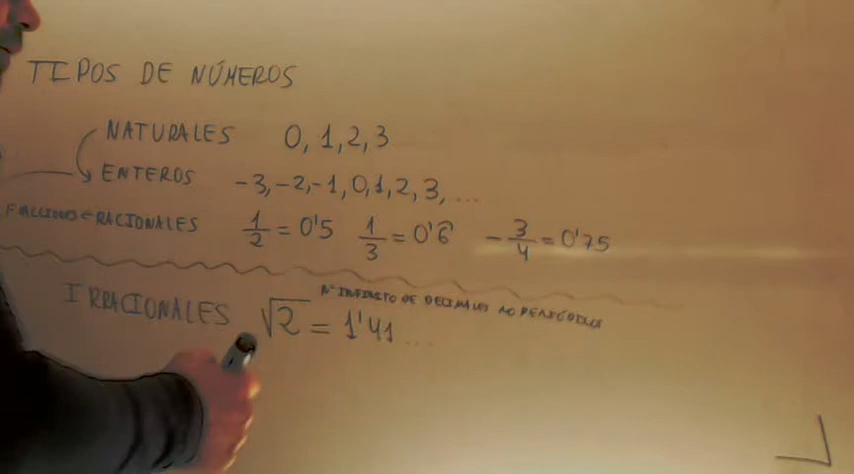 TIPOS DE NÚMEROS
NATURALES 0, 1, 2, 3
ENTEROS -3, -2, -1, 0, 1, 2, 3, ...
RACIONALES 1/2 = 0'5 1/3 = 0'6 -3/4 = 0'75
Nº INFINITO DE DECIMALES NO PERIÓDICOS
IRRACIONALES √2 = 1'41...